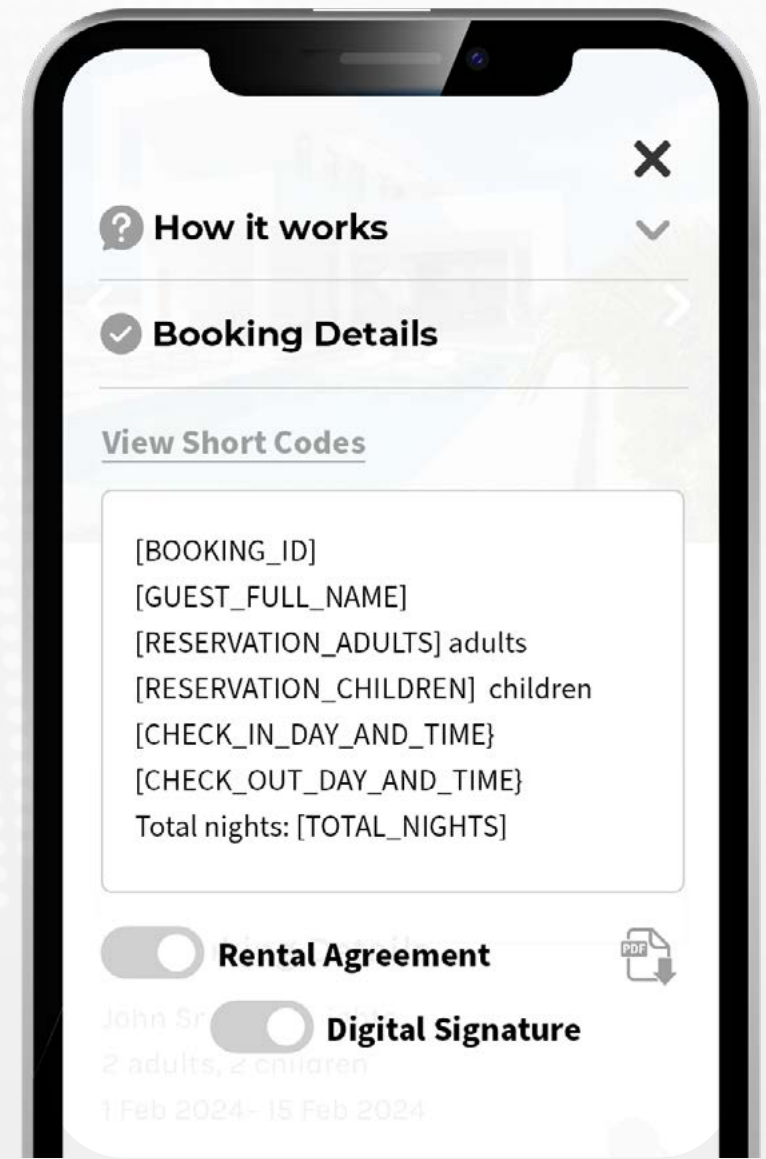 How it works
Booking Details
View Short Codes
[BOOKING_ID]
[GUEST_FULL_NAME]
[RESERVATION_ADULTS] adults
[RESERVATION_CHILDREN]  children
[CHECK_IN_DAY_AND_TIME}
[CHECK_OUT_DAY_AND_TIME}
Total nights: [TOTAL_NIGHTS]
Rental Agreement
PDF
Digital Signature
John
2 adults, 2 children
1 Feb 2024- 15 Feb 2024